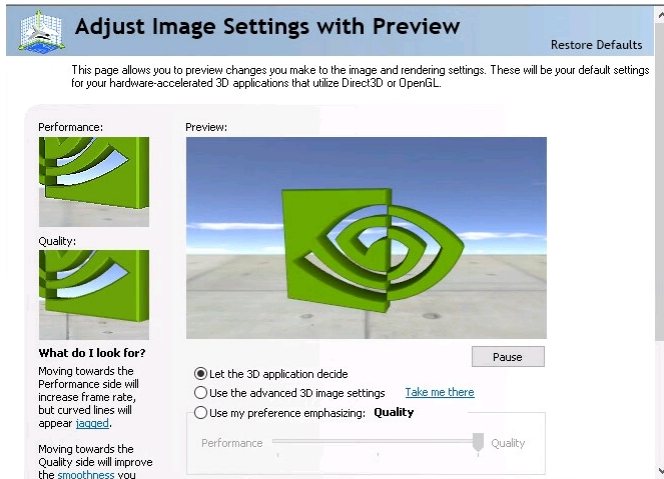 Adjust Image Settings with Preview
Restore Defaults
This page allows you to preview changes you make to the image and rendering settings. These will be your default settings
for your hardware-accelerated 3D applications that utilize Direct3D or OpenGL.
Performance:
Quality:
What do I look for?
Moving towards the
Performance side will
increase frame rate,
but curved lines will
appear jagged.
Moving towards the
Quality side will improve
the smoothness you
Preview:
Pause
Let the 3D application decide
Use the advanced 3D image settings Take me there
Use my preference emphasizing: Quality
Performance Quality